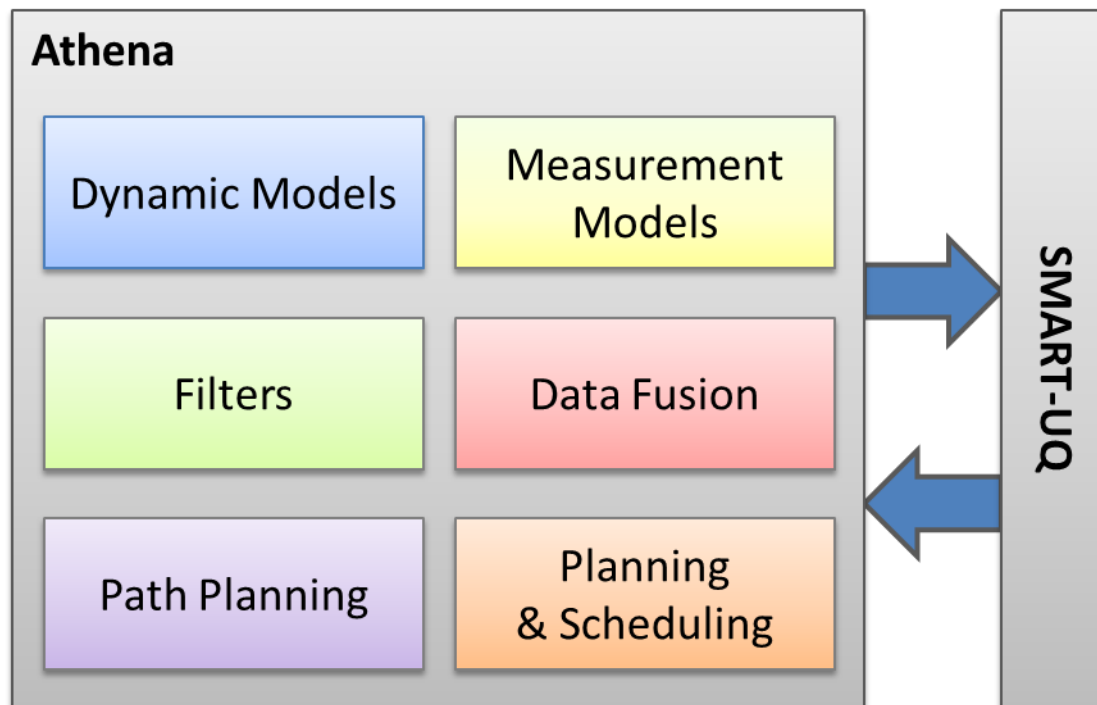 Athena
Dynamic Models
Measurement
Models
Filters
Data Fusion
Path Planning
Planning
& Scheduling
SMART-UQ